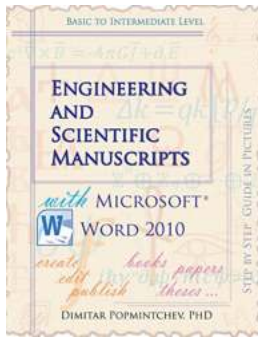 BASIC TO INTERMEDIATE LEVEL
ENGINEERING
AND
SCIENTIFIC
MANUSCRIPTS
with MICROSOFT®
W WORD 2010
create books papers
edit
publish theses ...
STEP BY STEP GUIDE IN PICTURES
DIMITAR POPMINTCHEV, PHD